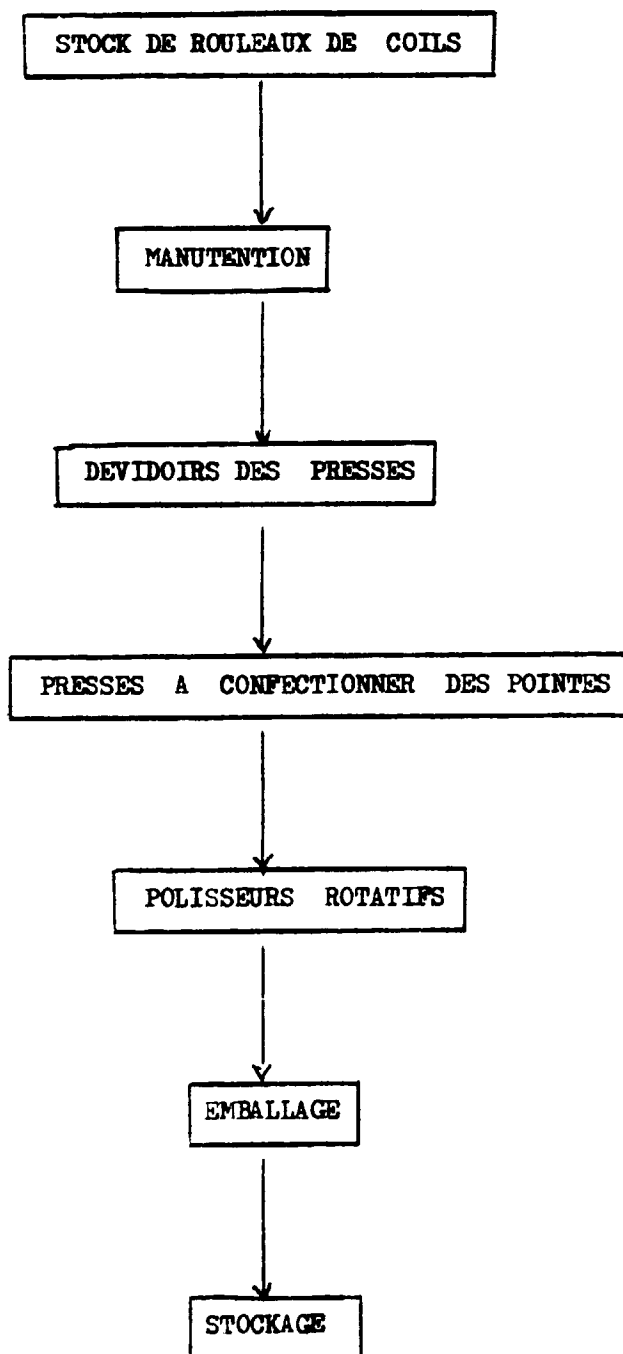 STOCK DE ROULEAUX DE COILS
MANUTENTION
DEVIDOIRS DES PRESSES
PRESSES A CONFECTIONNER DES POINTES
POLISSEURS ROTATIFS
EMBALLAGE
STOCKAGE